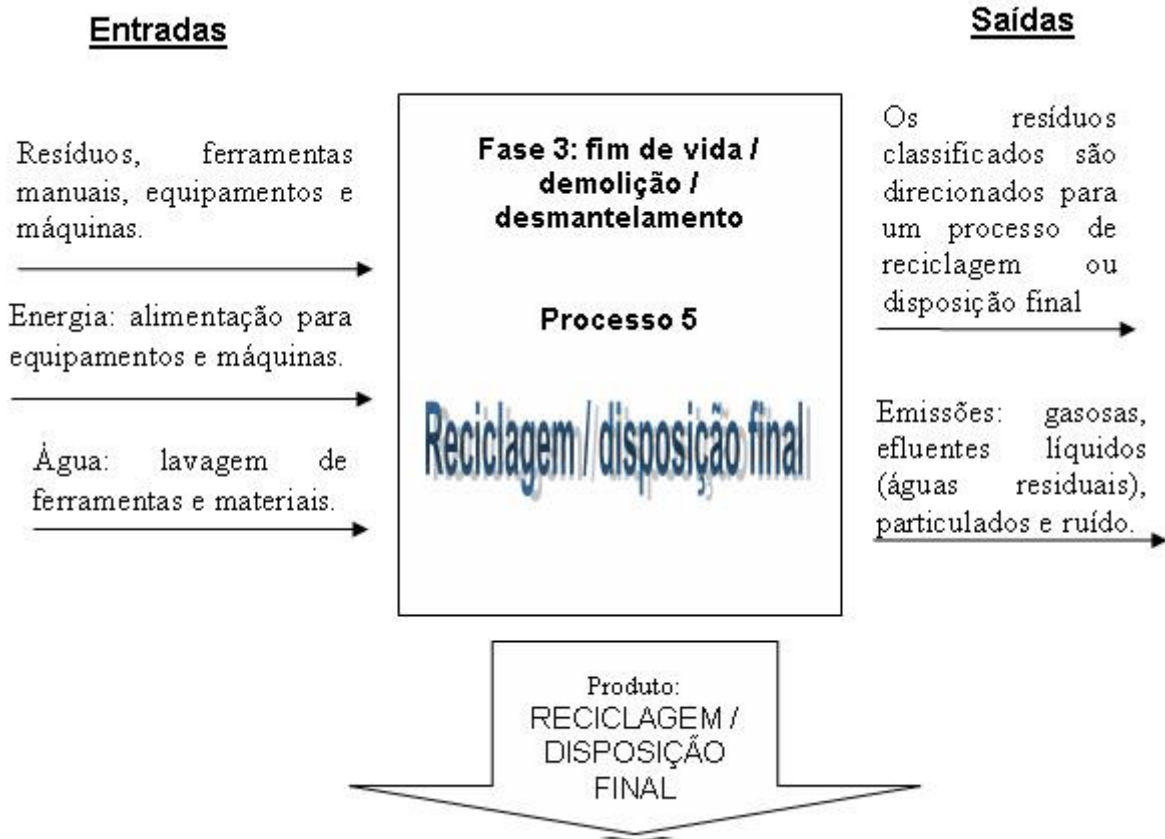 Entradas
Saídas
Resíduos, ferramentas
manuais, equipamentos e
máquinas.
Energia: alimentação para
equipamentos e máquinas.
Água: lavagem de
ferramentas e materiais.
Fase 3: fim de vida /
demolição /
desmantelamento
Processo 5
Reciclagem / disposição final
Os resíduos
classificados são
direcionados para
um processo de
reciclagem ou
disposição final
Emissões: gasosas,
efluentes líquidos
(águas residuais),
particulados e ruído.
Produto:
RECICLAGEM /
DISPOSIÇÃO
FINAL